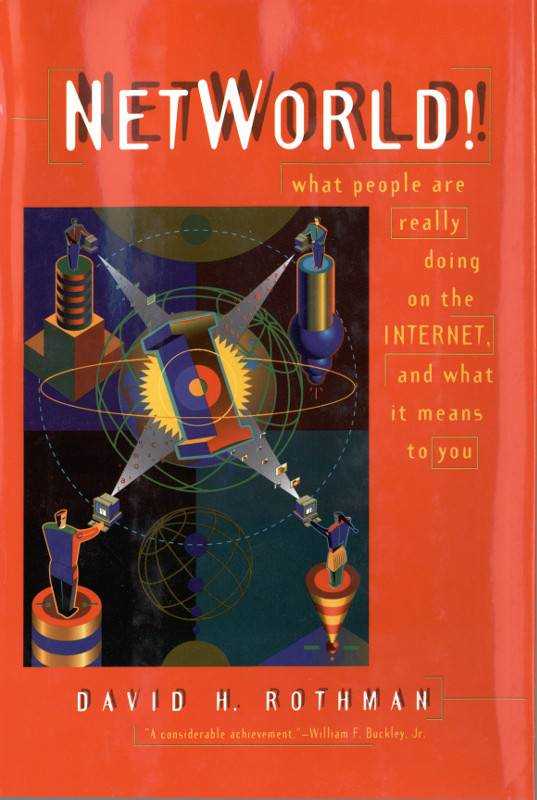 NETWORLD!
what people are
really
doing
on the
INTERNET,
and what
it means
to you
DAVID H. ROTHMAN
"A considerable achievement."–William F. Buckley, Jr.